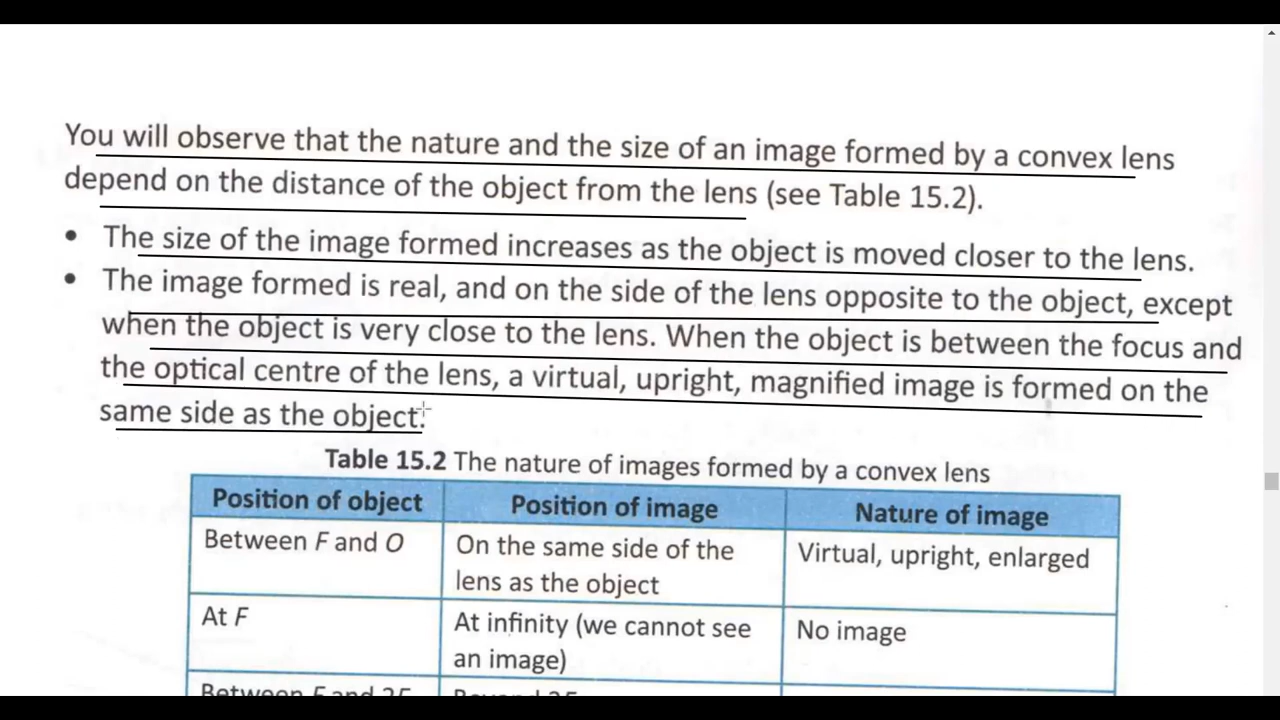 You will observe that the nature and the size of an image formed by a convex lens
depend on the distance of the object from the lens (see Table 15.2).
• The size of the image formed increases as the object is moved closer to the lens.
• The image formed is real, and on the side of the lens opposite to the object, except
when the object is very close to the lens. When the object is between the focus and
the optical centre of the lens, a virtual, upright, magnified image is formed on the
same side as the object.
Table 15.2 The nature of images formed by a convex lens
Position of object Position of image Nature of image
Between F and O On the same side of the Virtual, upright, enlarged
lens as the object
At F At infinity (we cannot see No image
an image)
Between F and 2F Beyond 2F